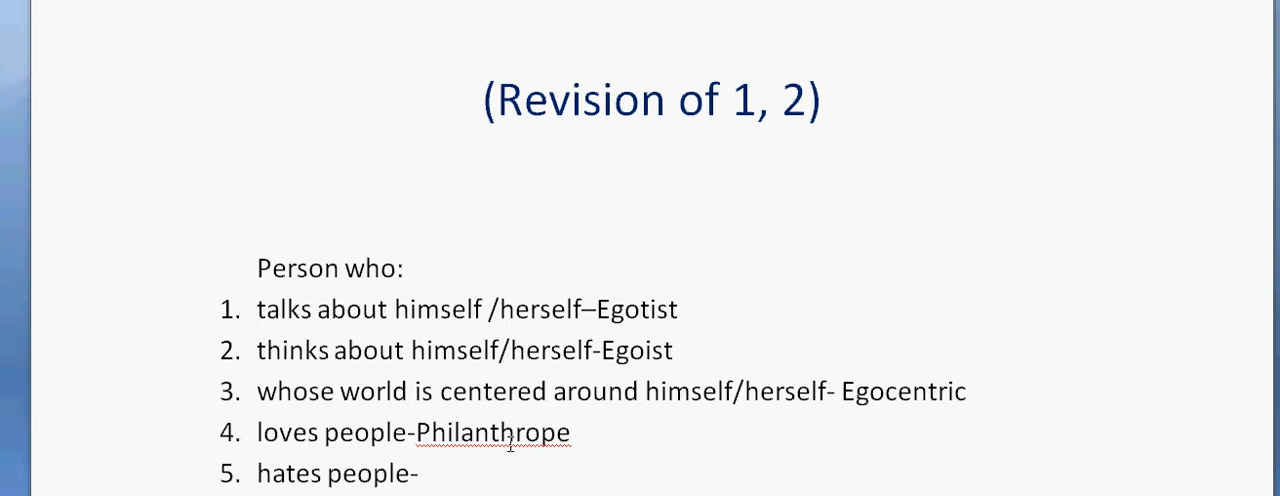 (Revision of 1, 2)
Person who:
1. talks about himself /herself–Egotist
2. thinks about himself/herself-Egoist
3. whose world is centered around himself/herself- Egocentric
4. loves people-Philanthrope
5. hates people-